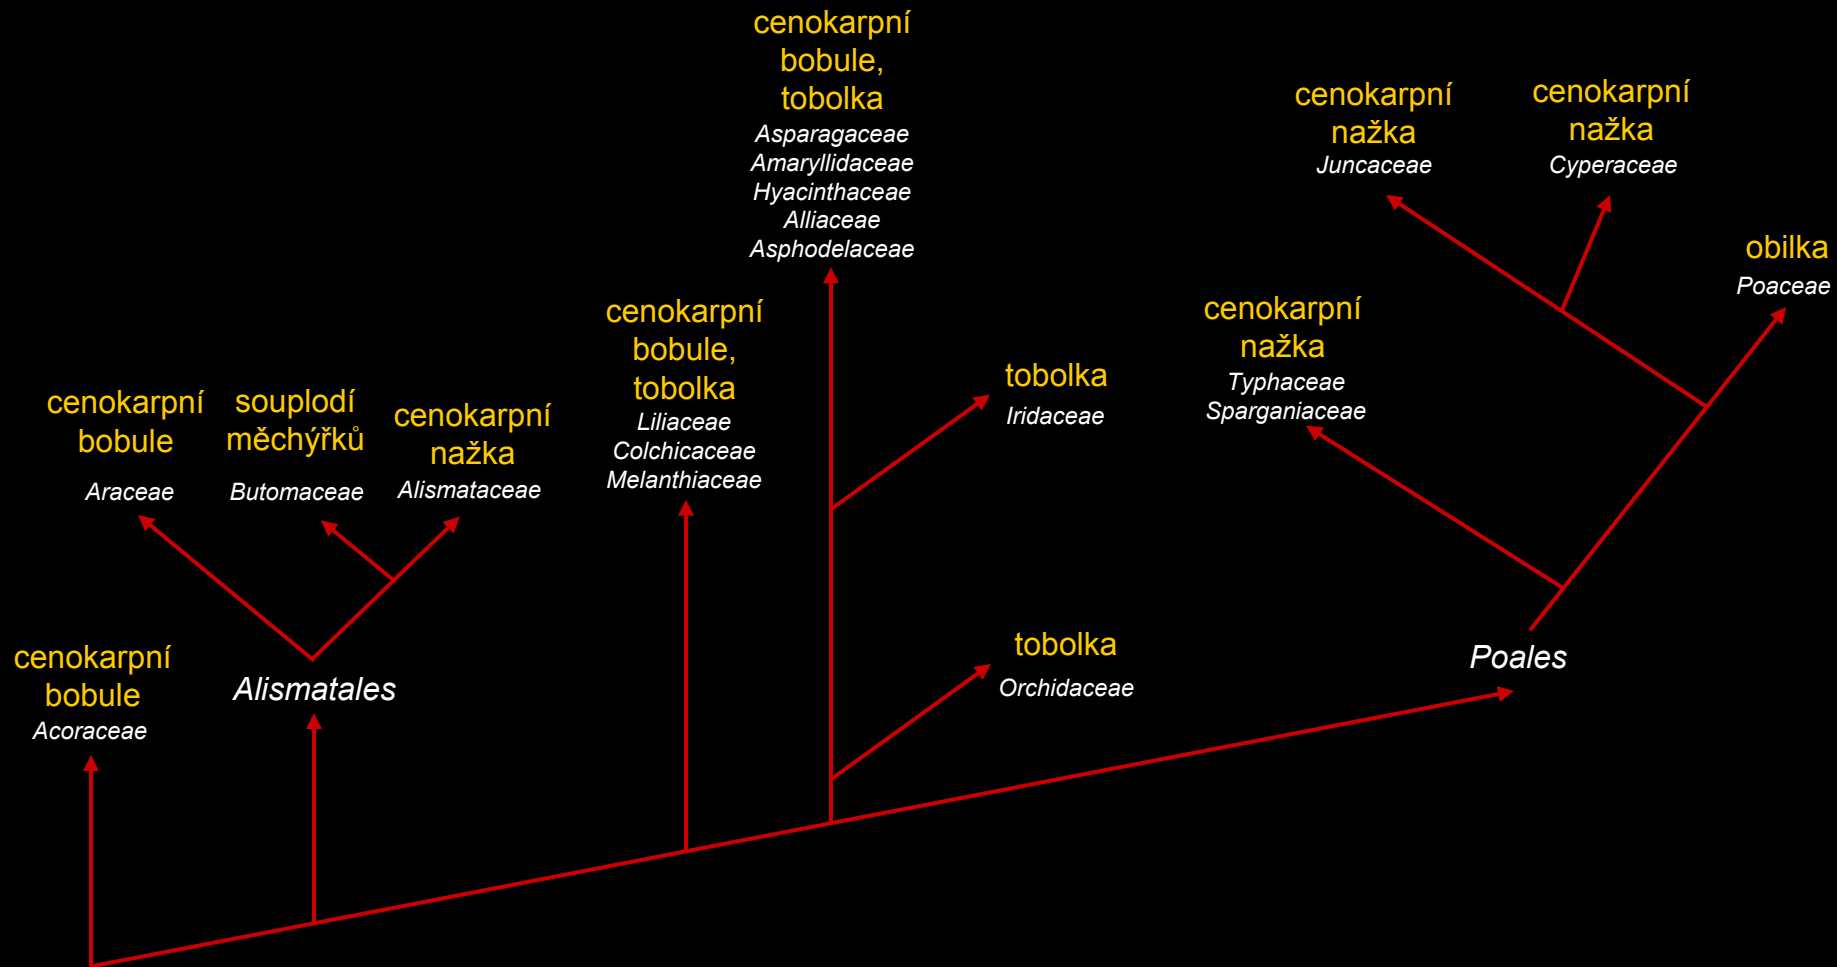 cenokarpní
bobule,
tobolka
Asparagaceae
Amaryllidaceae
Hyacinthaceae
Alliaceae
Asphodelaceae
cenokarpní
nažka
Juncaceae
cenokarpní
nažka
Cyperaceae
obilka
Poaceae
cenokarpní
bobule,
tobolka
Liliaceae
Colchicaceae
Melanthiaceae
tobolka
Iridaceae
cenokarpní
nažka
Typhaceae
Sparganiaceae
cenokarpní
bobule
Araceae
souplodí
měchýřků
Butomaceae
cenokarpní
nažka
Alismataceae
cenokarpní
bobule
Acoraceae
Alismatales
tobolka
Orchidaceae
Poales